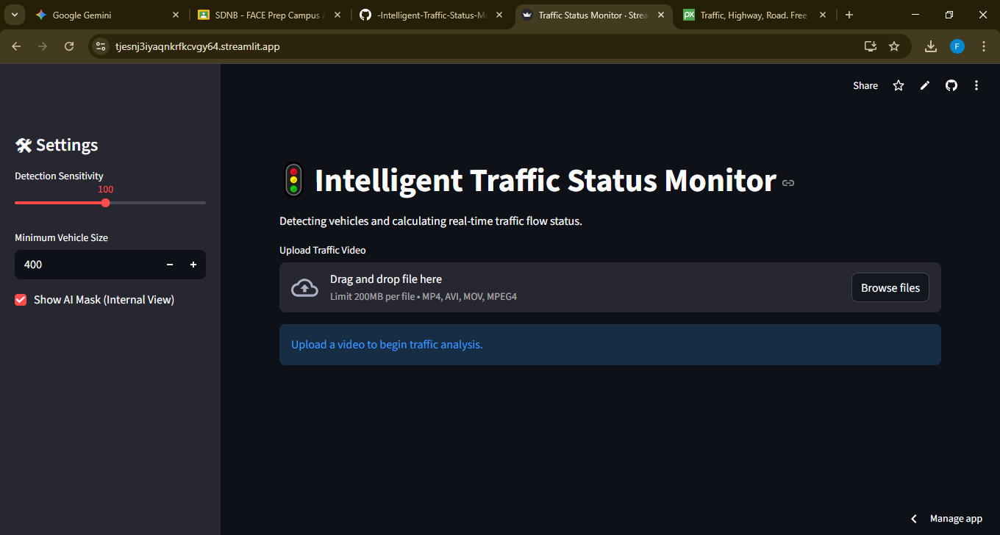 Google Gemini
SDNB - FACE Prep Campus
-Intelligent-Traffic-Status-M
Traffic Status Monitor · Strea
Traffic, Highway, Road. Free
tjesnj3iyaqnkrfkcvgy64.streamlit.app
F
Share
🛠 Settings
Detection Sensitivity
100
Minimum Vehicle Size
400
Show AI Mask (Internal View)
🚦 Intelligent Traffic Status Monitor
Detecting vehicles and calculating real-time traffic flow status.
Upload Traffic Video
Drag and drop file here
Limit 200MB per file • MP4, AVI, MOV, MPEG4
Browse files
Upload a video to begin traffic analysis.
Manage app